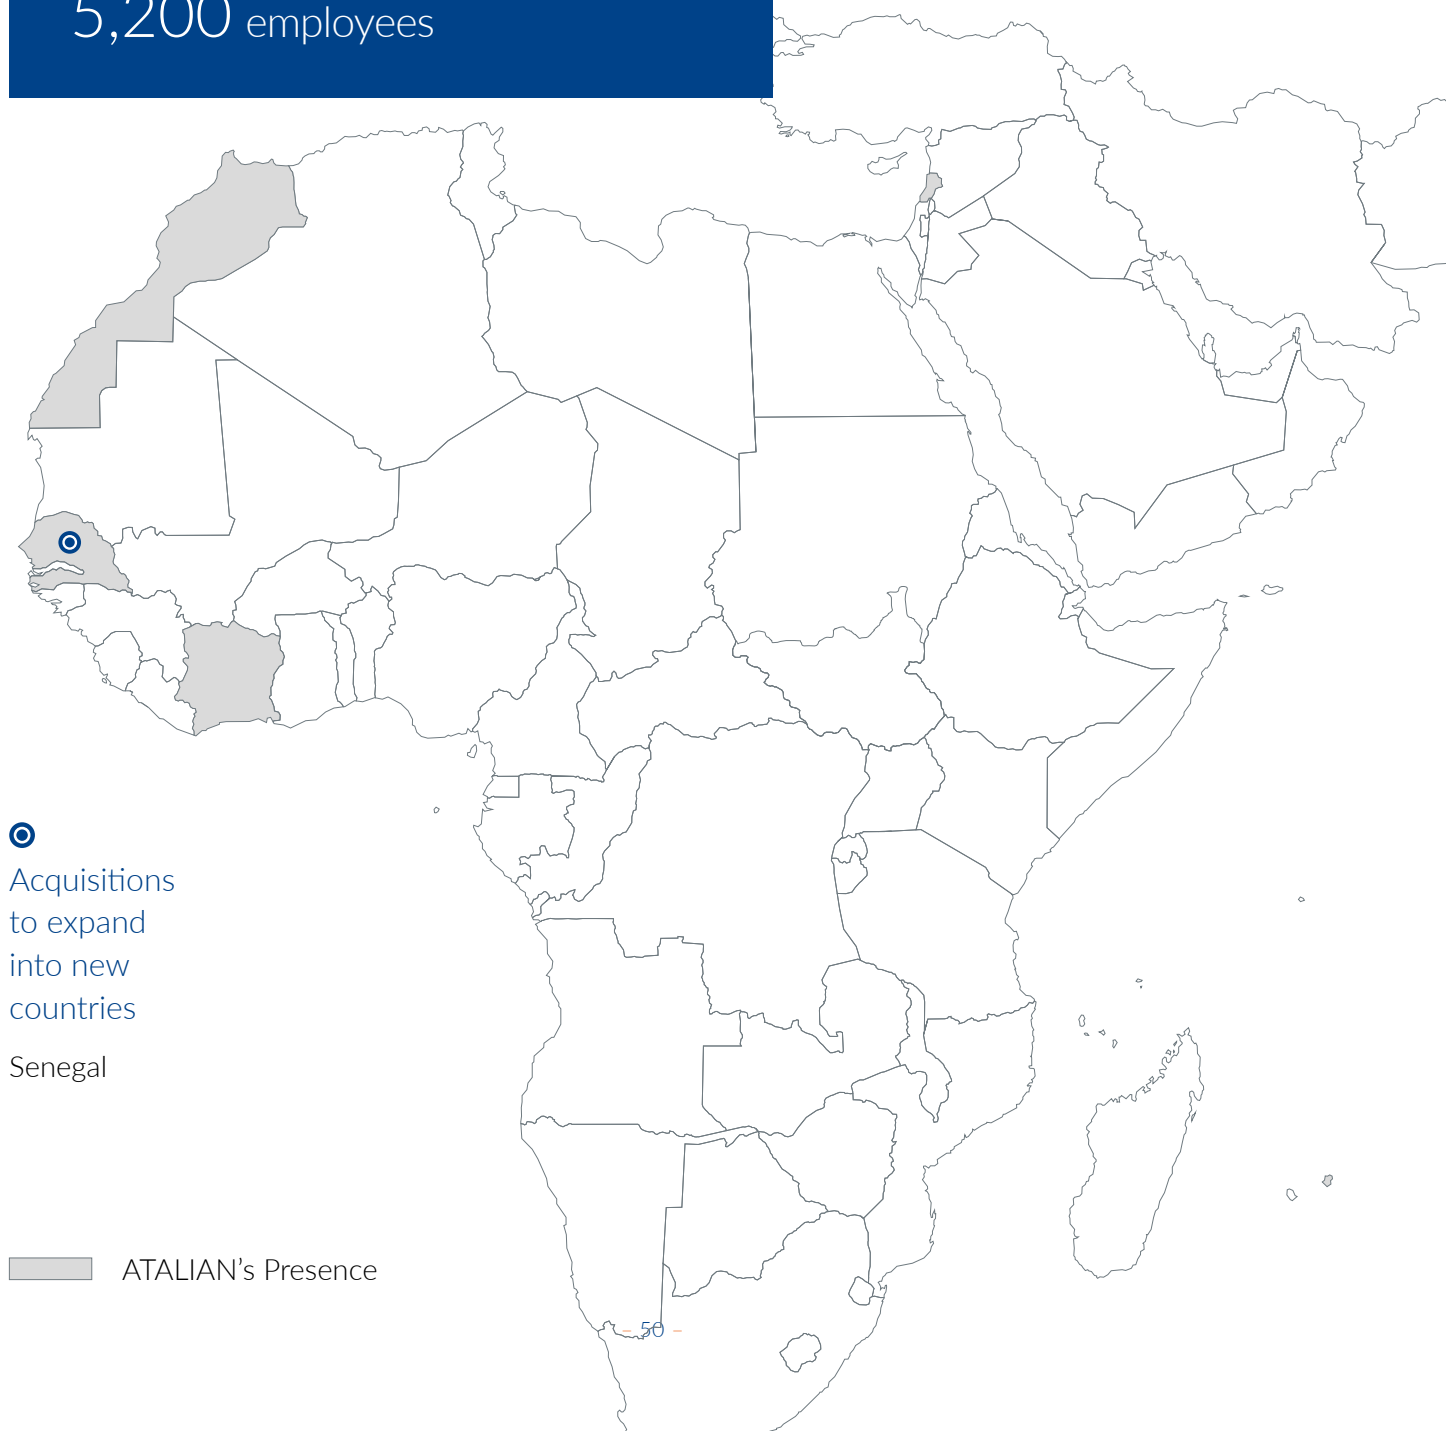 5,200 employees
Acquisitions
to expand
into new
countries
Senegal
ATALIAN’s Presence
– 50 –